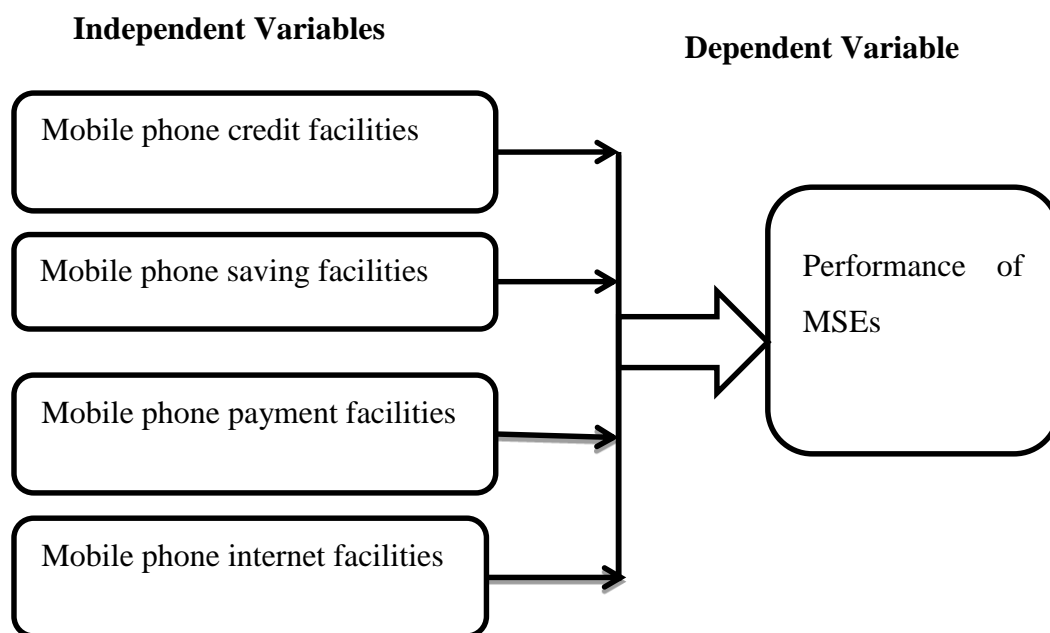 Independent Variables
Dependent Variable
Mobile phone credit facilities
Mobile phone saving facilities
Mobile phone payment facilities
Mobile phone internet facilities
Performance of
MSEs